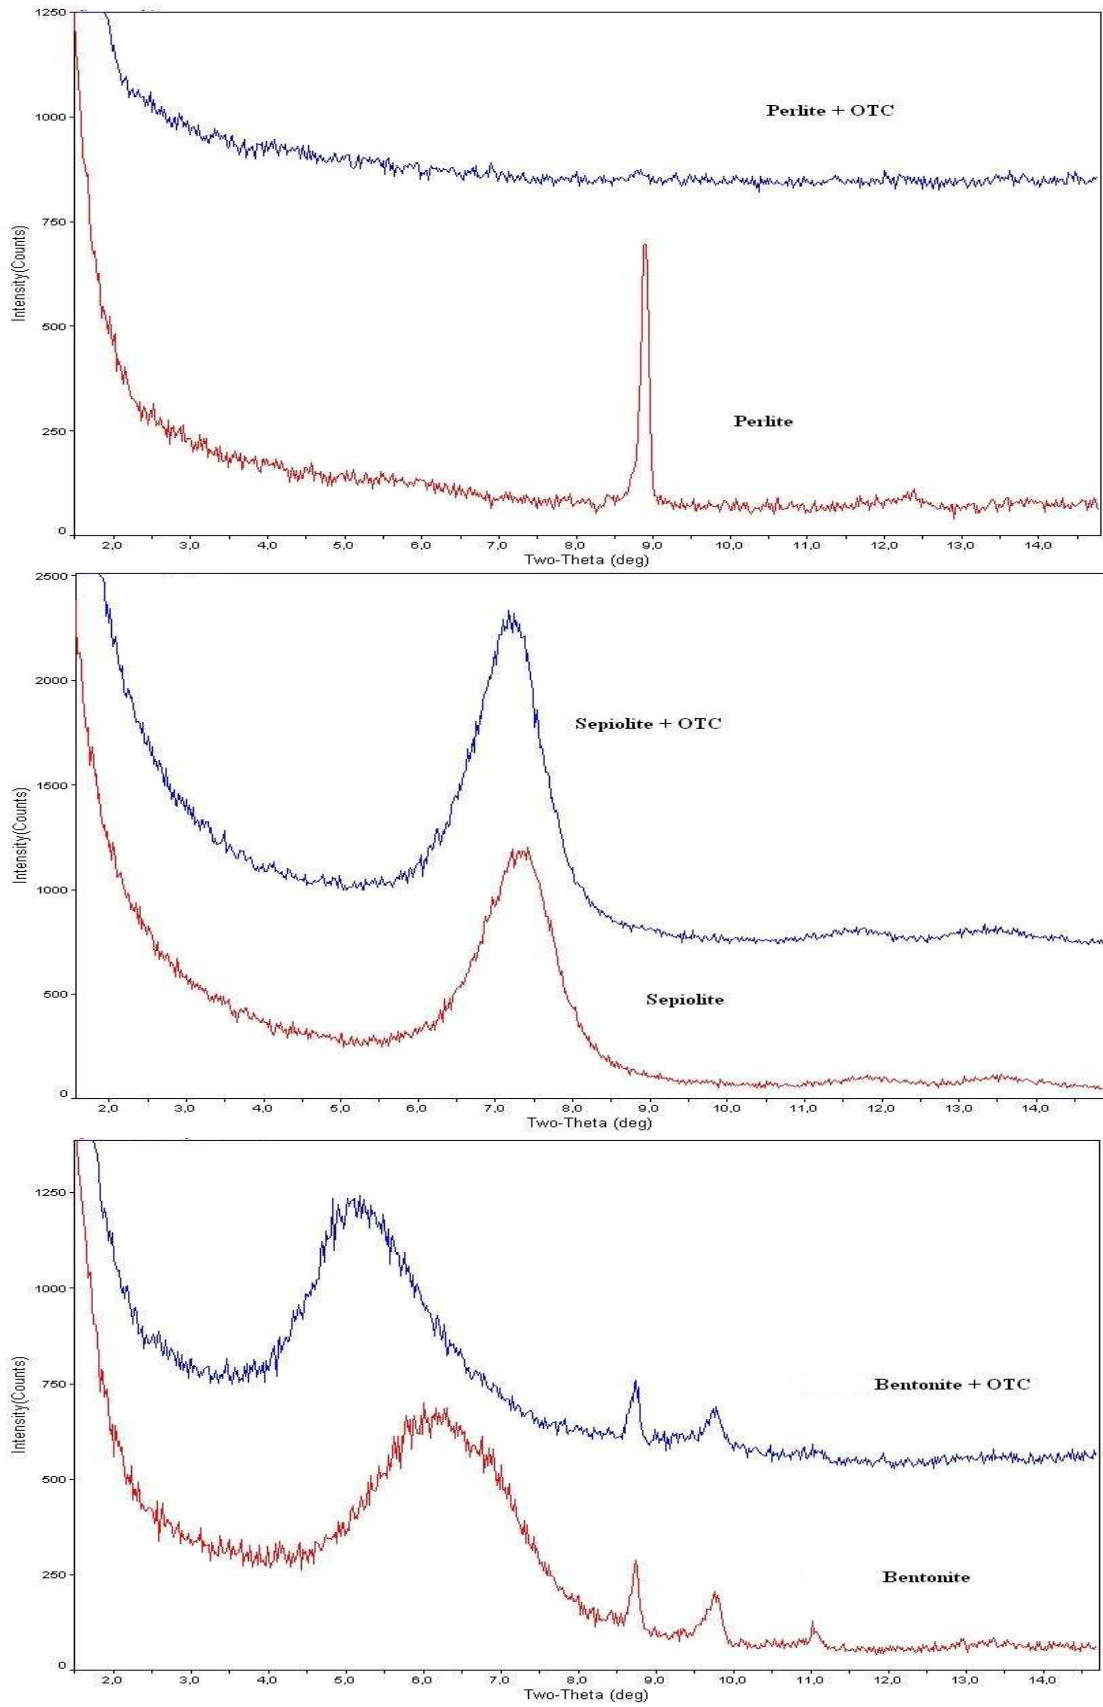 1250
1000
750
500
250
0
Intensity(Counts)
Perlite + OTC
Perlite
2,0 3,0 4,0 5,0 6,0 7,0 8,0 9,0 10,0 11,0 12,0 13,0 14,0
Two-Theta (deg)
2500
2000
1500
1000
500
0
Intensity(Counts)
Sepiolite + OTC
Sepiolite
2,0 3,0 4,0 5,0 6,0 7,0 8,0 9,0 10,0 11,0 12,0 13,0 14,0
Two-Theta (deg)
1250
1000
750
500
250
0
Intensity(Counts)
Bentonite + OTC
Bentonite
2,0 3,0 4,0 5,0 6,0 7,0 8,0 9,0 10,0 11,0 12,0 13,0 14,0
Two-Theta (deg)